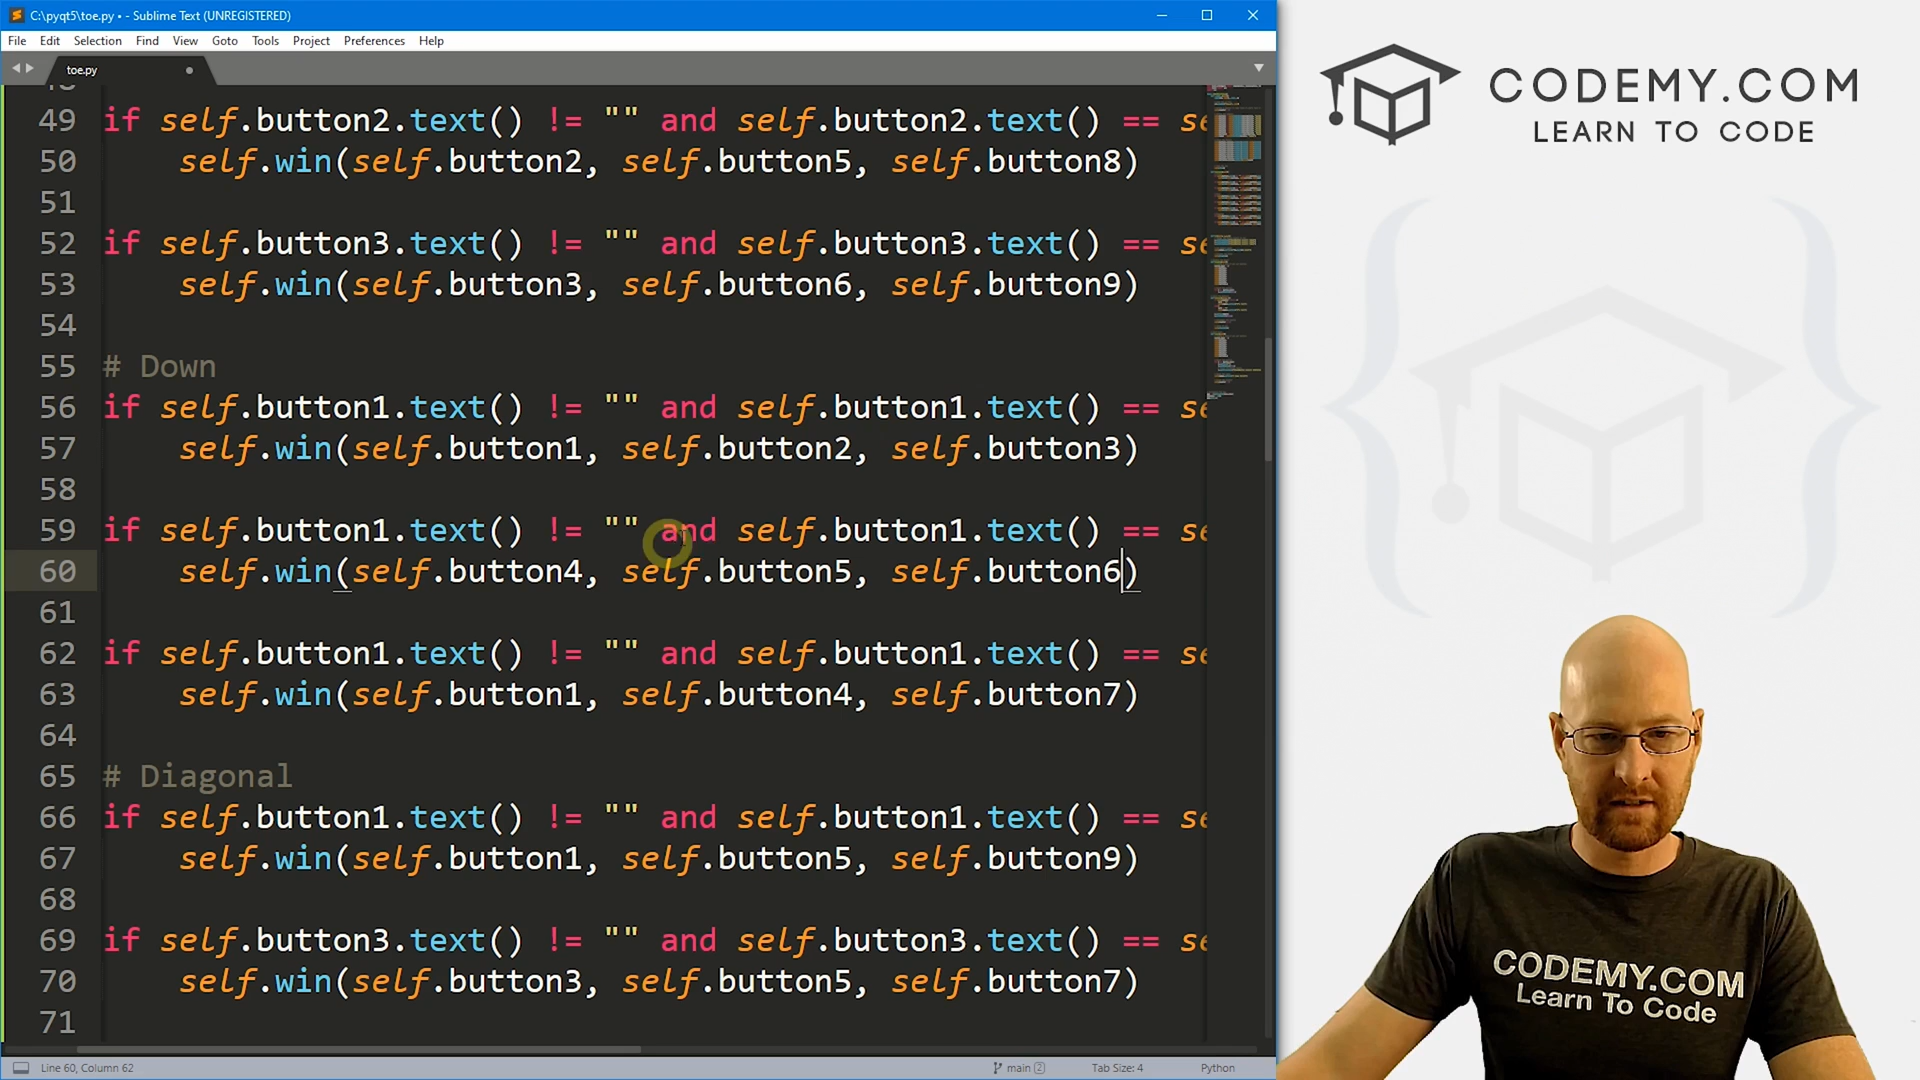 C:\pyqt5\toe.py • - Sublime Text (UNREGISTERED)
File Edit Selection Find View Goto Tools Project Preferences Help
toe.py
49 if self.button2.text() != "" and self.button2.text() == se
50 self.win(self.button2, self.button5, self.button8)
51
52 if self.button3.text() != "" and self.button3.text() == se
53 self.win(self.button3, self.button6, self.button9)
54
55 # Down
56 if self.button1.text() != "" and self.button1.text() == se
57 self.win(self.button1, self.button2, self.button3)
58
59 if self.button1.text() != "" and self.button1.text() == se
60 self.win(self.button4, self.button5, self.button6)
61
62 if self.button1.text() != "" and self.button1.text() == se
63 self.win(self.button1, self.button4, self.button7)
64
65 # Diagonal
66 if self.button1.text() != "" and self.button1.text() == se
67 self.win(self.button1, self.button5, self.button9)
68
69 if self.button3.text() != "" and self.button3.text() == se
70 self.win(self.button3, self.button5, self.button7)
71
Line 60, Column 62 main 2 Tab Size: 4 Python
CODEMY.COM
LEARN TO CODE
CODEMY.COM
Learn To Code